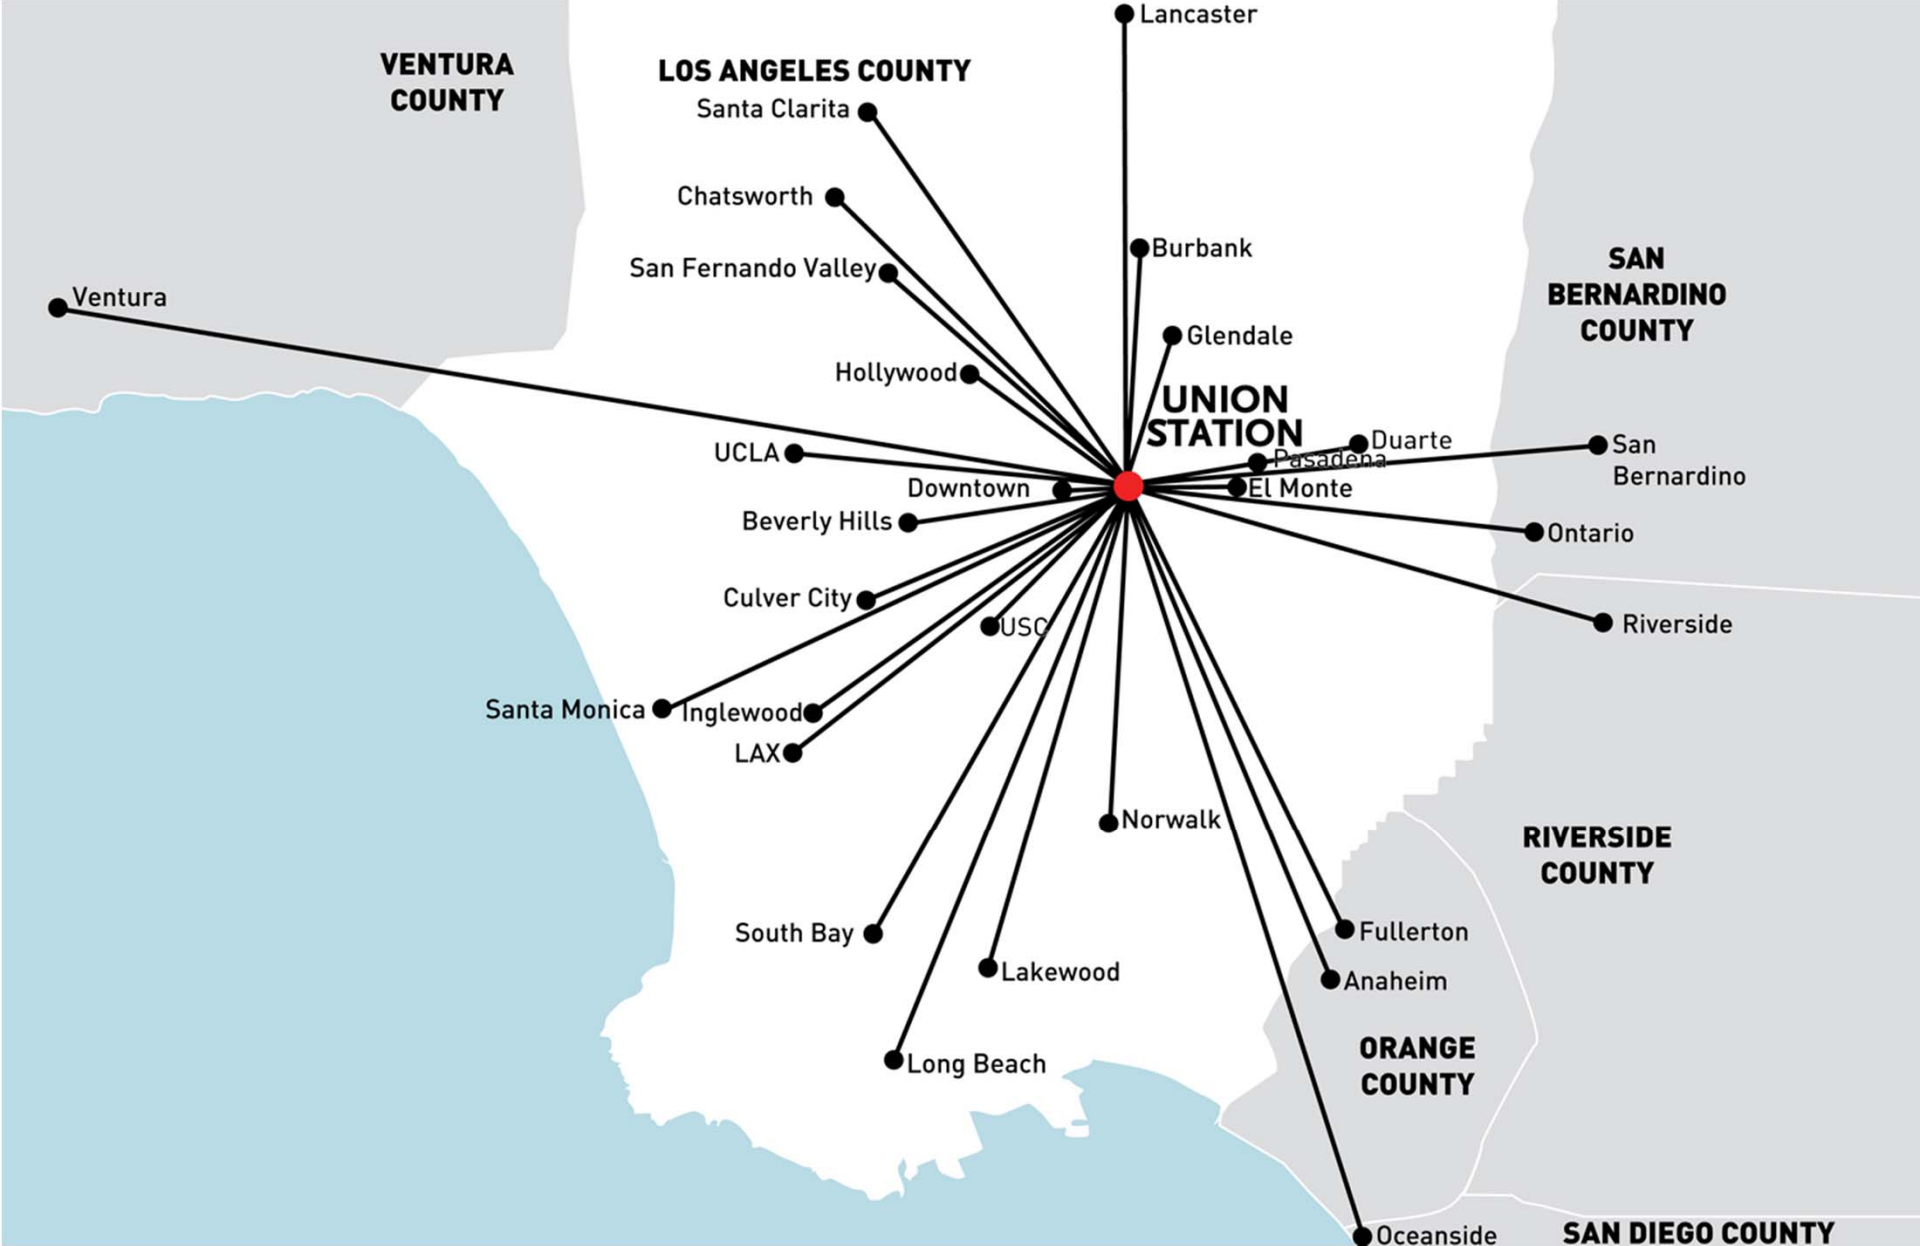 Lancaster
VENTURA
COUNTY
LOS ANGELES COUNTY
Santa Clarita
Chatsworth
Burbank
San Fernando Valley
SAN
BERNARDINO
COUNTY
Ventura
Glendale
Hollywood
UNION
STATION
Duarte
UCLA
Pasadena
San
Bernardino
Downtown
El Monte
Beverly Hills
Ontario
Culver City
USC
Riverside
Santa Monica
Inglewood
LAX
Norwalk
RIVERSIDE
COUNTY
South Bay
Fullerton
Lakewood
Anaheim
ORANGE
COUNTY
Long Beach
Oceanside
SAN DIEGO COUNTY